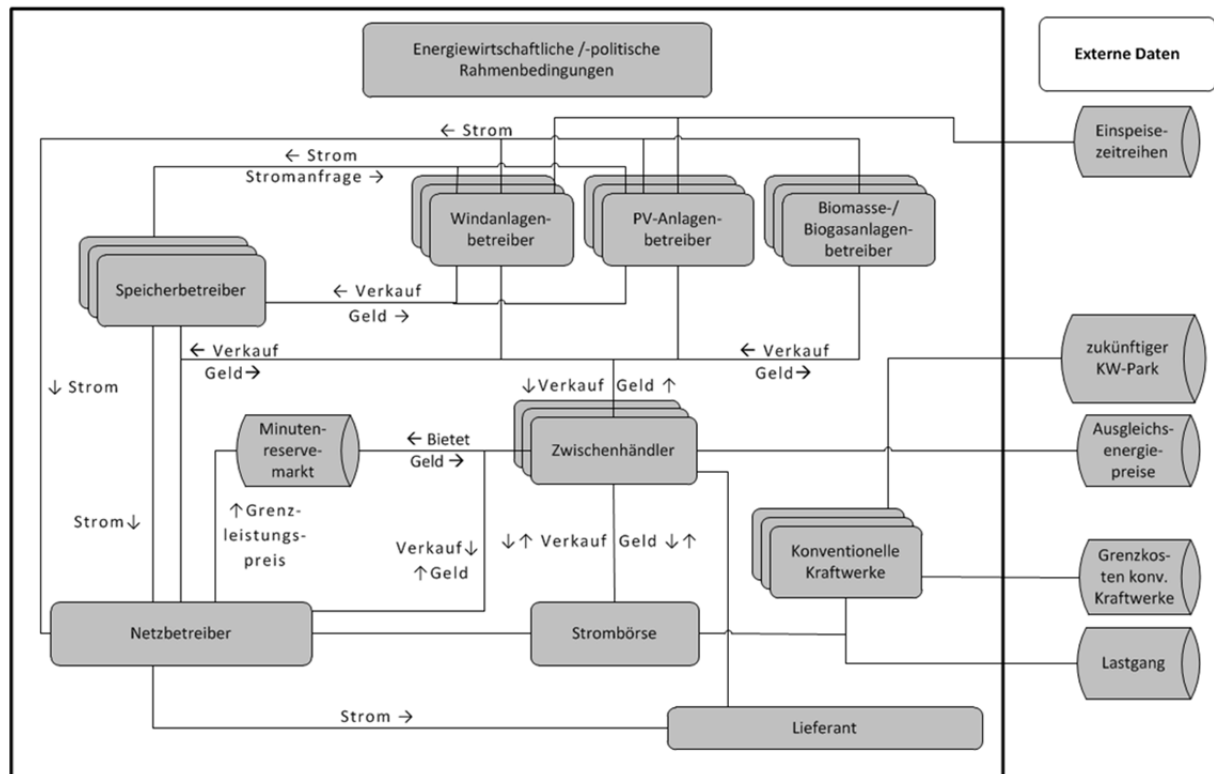 Energiewirtschaftliche /-politische
Rahmenbedingungen
Externe Daten
Einspeise-
zeitreihen
← Strom
← Strom
Stromanfrage →
Windanlagen-
betreiber
PV-Anlagen-
betreiber
Biomasse-/
Biogasanlagen-
betreiber
Speicherbetreiber
← Verkauf
Geld →
zukünftiger
KW-Park
← Verkauf
Geld→
← Verkauf
Geld→
↓ Strom
↓Verkauf Geld ↑
Minuten-
reserve-
markt
← Bietet
Geld →
Zwischenhändler
Ausgleichs-
energie-
preise
Strom↓
↑Grenz-
leistungs-
preis
Verkauf↓
↑Geld
↓↑ Verkauf Geld ↓↑
Konventionelle
Kraftwerke
Grenzkos-
ten konv.
Kraftwerke
Netzbetreiber
Strombörse
Lastgang
Strom →
Lieferant